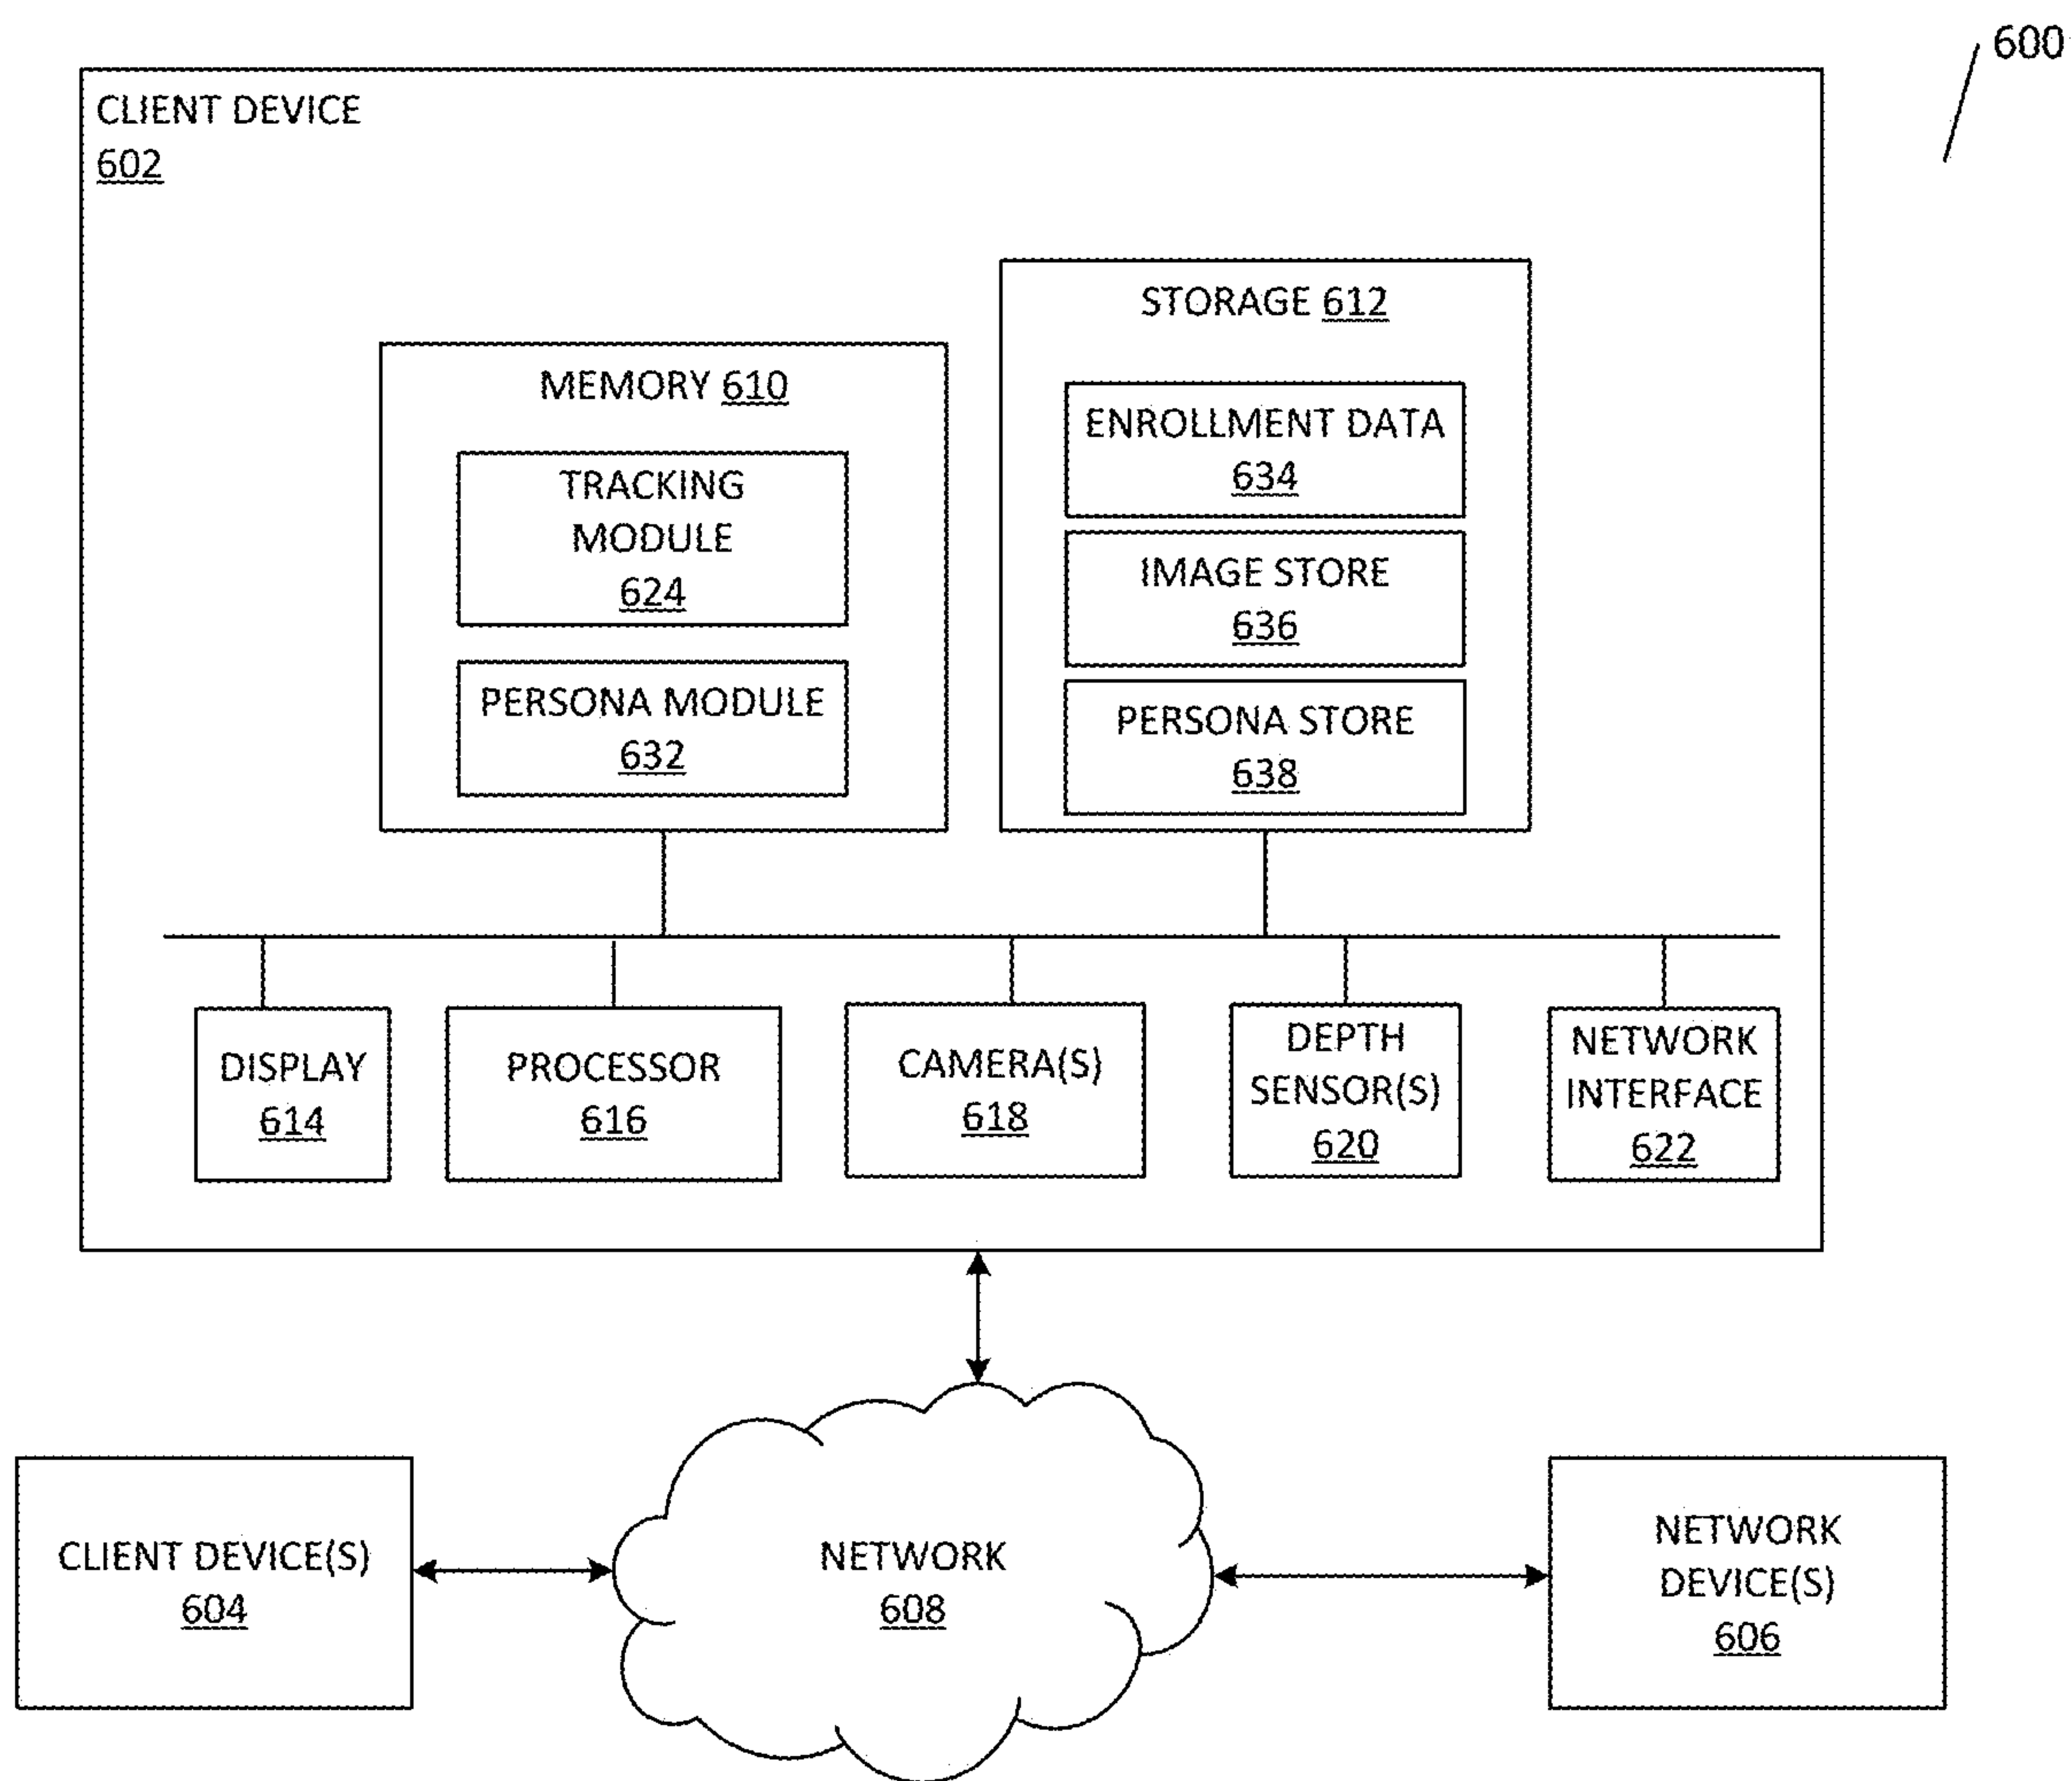 600
CLIENT DEVICE
602
STORAGE 612
MEMORY 610
ENROLLMENT DATA
634
TRACKING
MODULE
624
IMAGE STORE
636
PERSONA MODULE
632
PERSONA STORE
638
DISPLAY
614
PROCESSOR
616
CAMERA(S)
618
DEPTH
SENSOR(S)
620
NETWORK
INTERFACE
622
CLIENT DEVICE(S)
604
NETWORK
608
NETWORK
DEVICE(S)
606